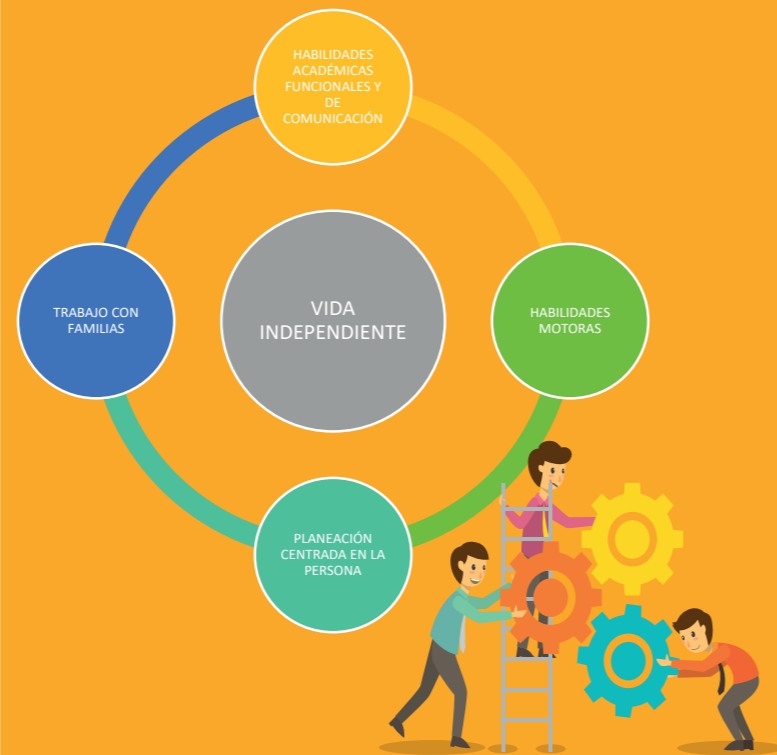 HABILIDADES
ACADÉMICAS
FUNCIONALES Y
DE
COMUNICACIÓN
TRABAJO CON
FAMILIAS
VIDA
INDEPENDIENTE
HABILIDADES
MOTORAS
PLANEACIÓN
CENTRADA EN LA
PERSONA